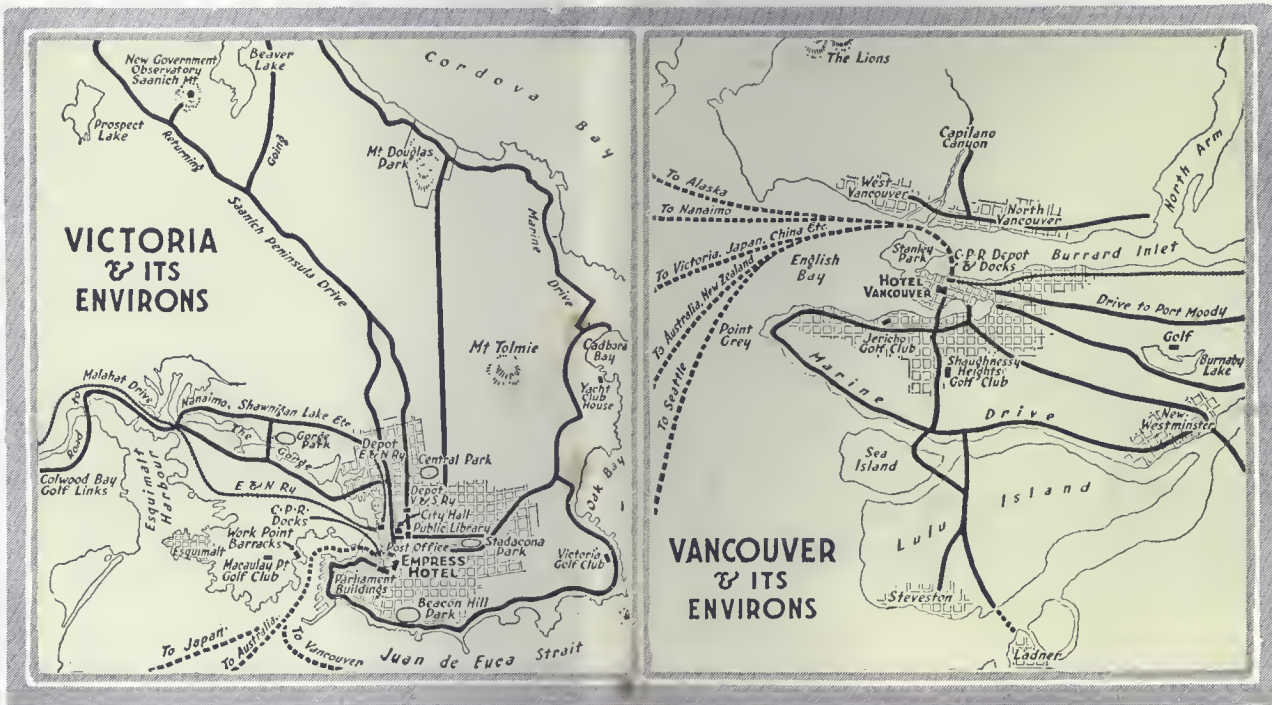 New Government
Observatory
Saanich Mt.
Beaver
Lake
Cordova
Bay
Prospect
Lake
Returning
Going
Mt Douglas
Park
Saanich Peninsula Drive
Marine
Drive
VICTORIA
& ITS
ENVIRONS
Mt Tolmie
Cadbora
Bay
Yacht
Club
House
Malahat Drive
Nanaimo, Shawnigan Lake Etc
Road
To
The
Gorge
Gorge
Park
Depot
E & N Ry
Central Park
Colwood Bay
Golf Links
Esquimalt
Harbour
E & N Ry
Depot
V & S Ry
City Hall
Public Library
Oak Bay
C·P·R·
Docks
Work Point
Barracks
Esquimalt
Macaulay Pt
Golf Club
Post Office
Stadacona
Park
EMPRESS
HOTEL
Victoria
Golf Club
Parliament
Buildings
Beacon Hill
Park
To Japan.
To Australia.
To Vancouver
Juan de Fuca Strait
The Lions
Capilano
Canyon
North Arm
To Alaska
West
Vancouver
To Nanaimo
North
Vancouver
To Victoria, Japan, China Etc.
English
Bay
Stanley
Park
C·P·R Depot
& Docks
Burrard Inlet
HOTEL
VANCOUVER
To Australia, New Zealand
To Seattle
Drive to Port Moody
Point
Grey
Jericho
Golf Club
Golf
Burnaby
Lake
Shaughnessy
Heights
Golf Club
Marine
Drive
New
Westminster
Sea
Island
Lulu
Island
VANCOUVER
& ITS
ENVIRONS
Steveston
Ladner